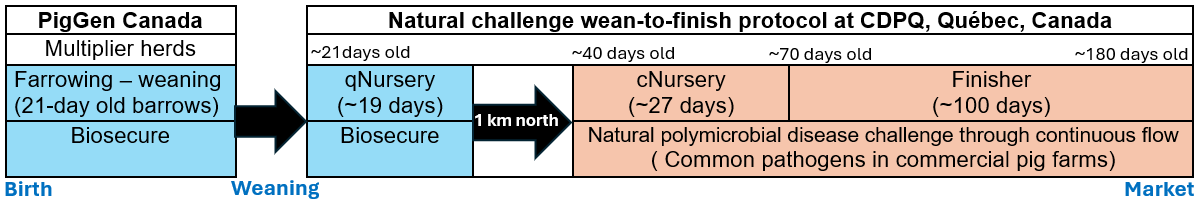 PigGen Canada
Multiplier herds
Farrowing – weaning
(21-day old barrows)
Biosecure
Natural challenge wean-to-finish protocol at CDPQ, Québec, Canada
~21days old
~40 days old
~70 days old
~180 days old
qNursery
(~19 days)
Biosecure
1 km north
cNursery
(~27 days)
Finisher
(~100 days)
Natural polymicrobial disease challenge through continuous flow
( Common pathogens in commercial pig farms)
Birth
Weaning
Market